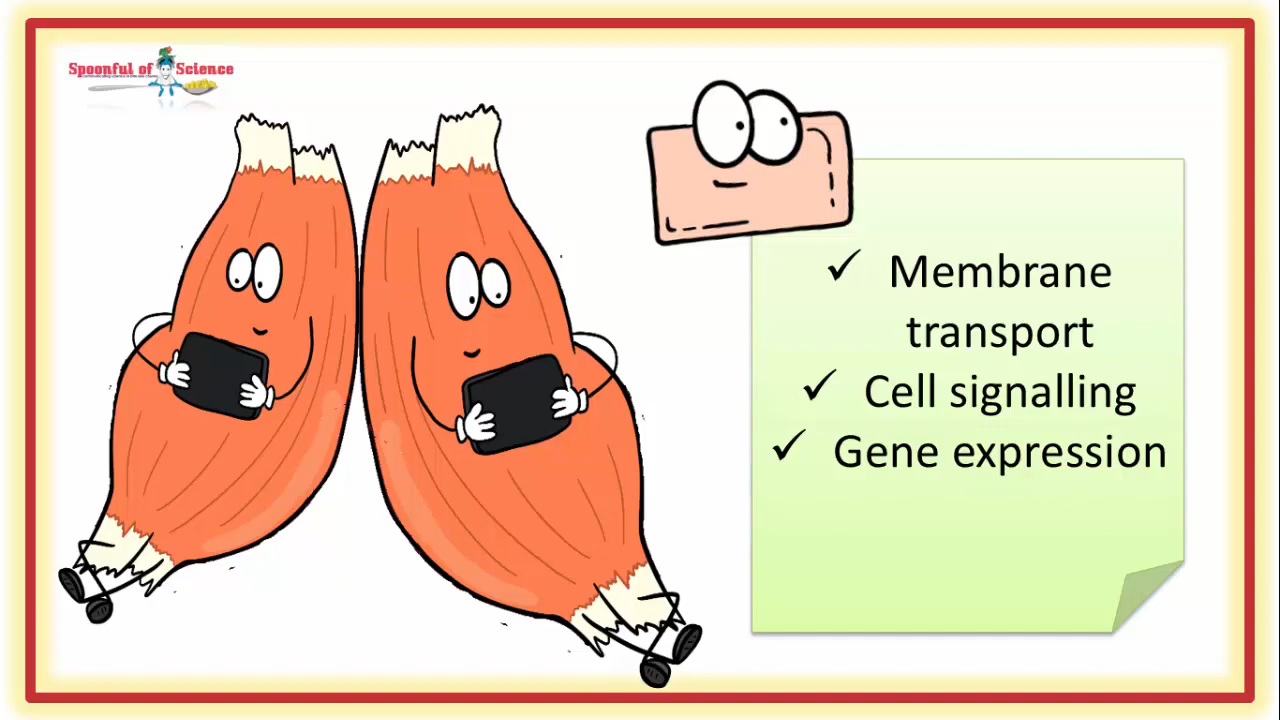 Spoonful of Science
✓ Membrane
transport
✓ Cell signalling
✓ Gene expression